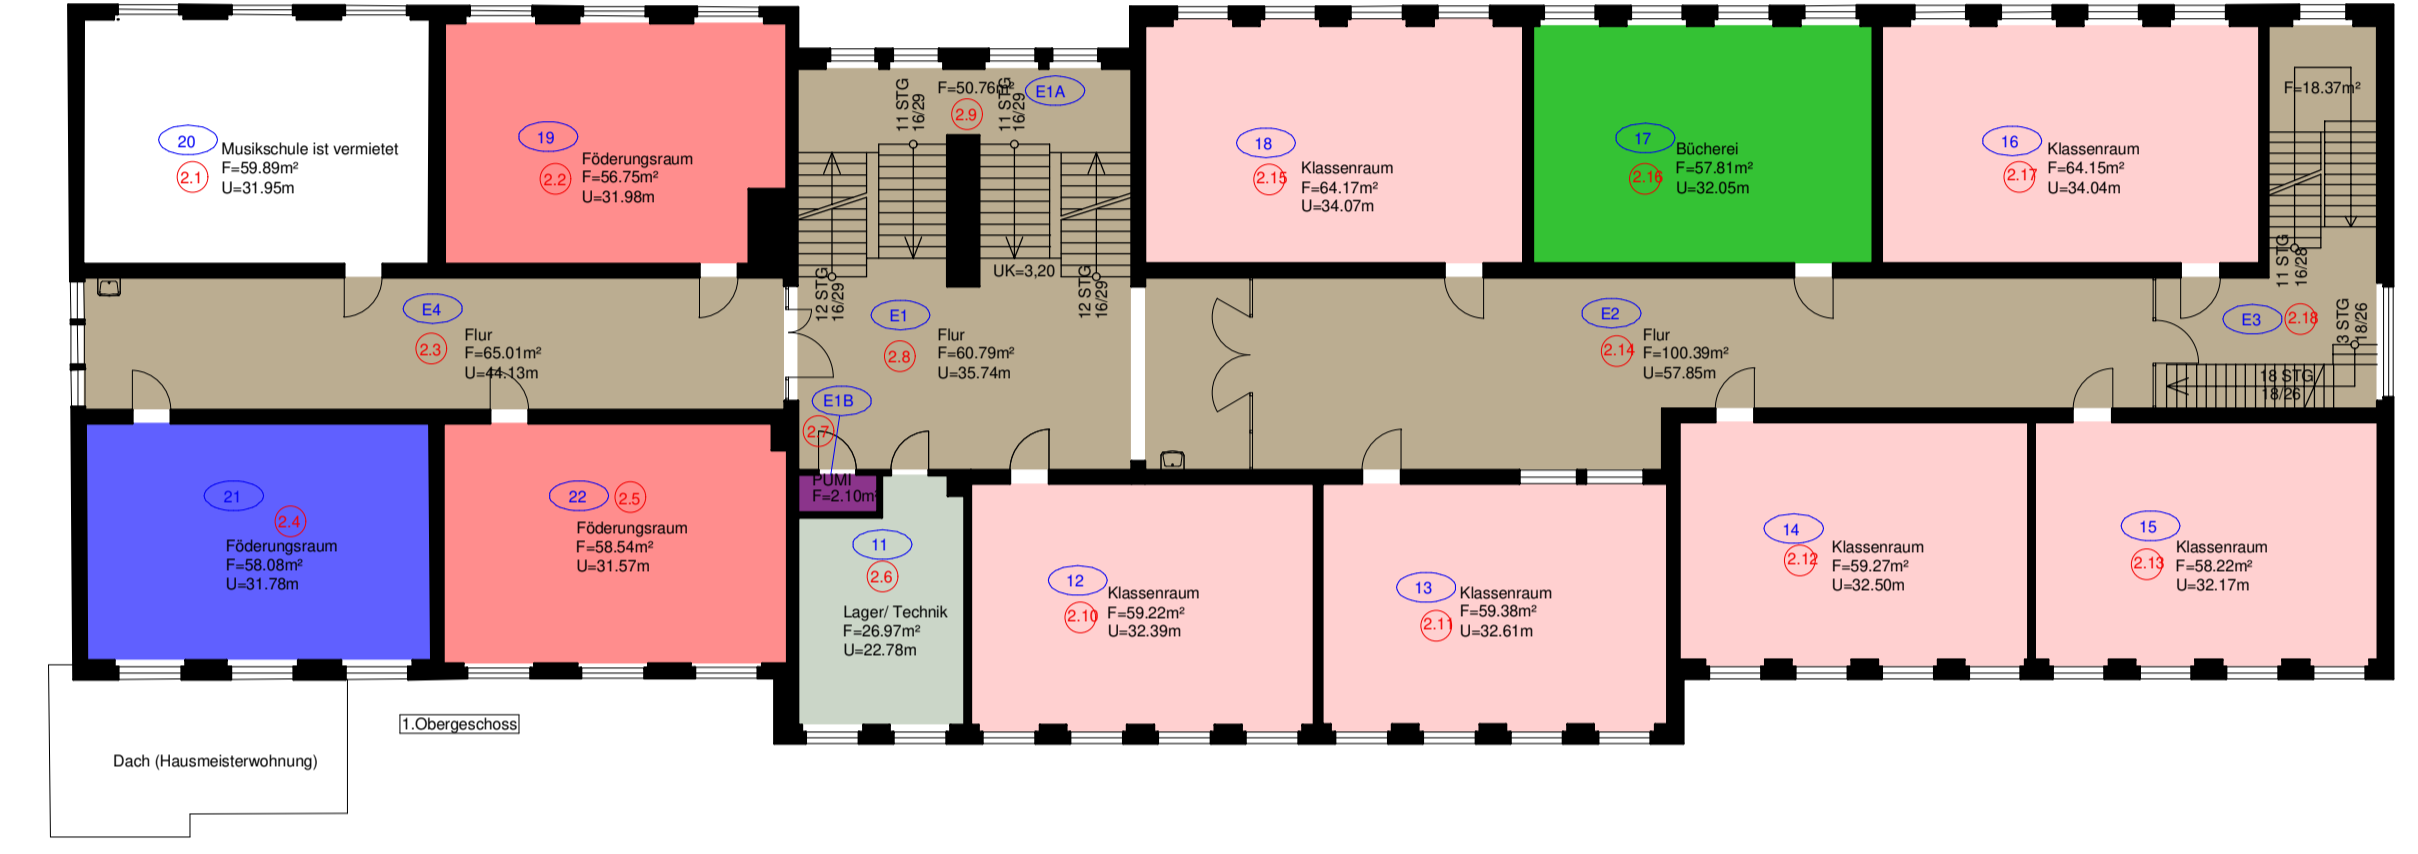 20
2.1
Musikschule ist vermietet
F=59.89m²
U=31.95m
19
2.2
Föderungsraum
F=56.75m²
U=31.98m
11 STG
16/29
F=50.76m²
2.9
11 STG
16/29
E1A
12 STG
16/29
UK=3,20
12 STG
16/29
18
2.15
Klassenraum
F=64.17m²
U=34.07m
17
2.16
Bücherei
F=57.81m²
U=32.05m
16
2.17
Klassenraum
F=64.15m²
U=34.04m
F=18.37m²
11 STG
16/28
E4
2.3
Flur
F=65.01m²
U=44.13m
E1
2.8
Flur
F=60.79m²
U=35.74m
E2
2.14
Flur
F=100.39m²
U=57.85m
E3
2.18
3 STG
18/26
18 STG
18/26
E1B
2.7
PUMI
F=2.10m²
21
2.4
Föderungsraum
F=58.08m²
U=31.78m
22
2.5
Föderungsraum
F=58.54m²
U=31.57m
11
2.6
Lager/ Technik
F=26.97m²
U=22.78m
12
2.10
Klassenraum
F=59.22m²
U=32.39m
13
2.11
Klassenraum
F=59.38m²
U=32.61m
14
2.12
Klassenraum
F=59.27m²
U=32.50m
15
2.13
Klassenraum
F=58.22m²
U=32.17m
1.Obergeschoss
Dach (Hausmeisterwohnung)